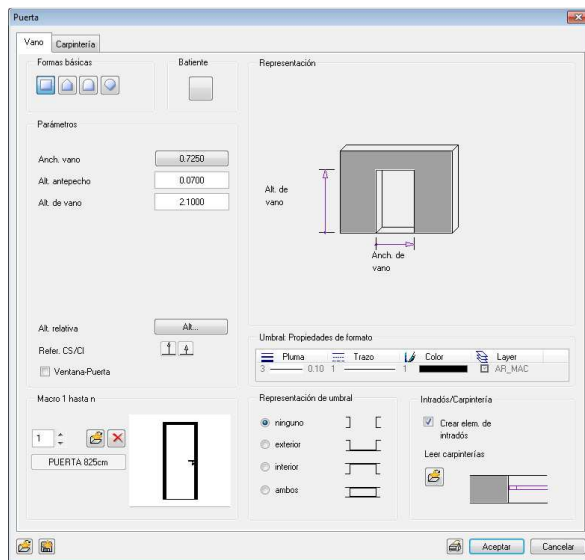 Puerta
Vano
Carpintería
Formas básicas
Batiente
Representación
Parámetros
Anch. vano
0.7250
Alt. antepecho
0.0700
Alt. de vano
2.1000
Alt. de
vano
Anch. de
vano
Alt. relativa
Alt...
Refer. CS/CI
Ventana-Puerta
Umbral: Propiedades de formato
Pluma Trazo Color Layer
3 0.10 1 1 AR_MAC
Macro 1 hasta n
1
PUERTA 825cm
Representación de umbral
ninguno
exterior
interior
ambos
Intradós/Carpintería
Crear elem. de
intradós
Leer carpinterías
Aceptar
Cancelar